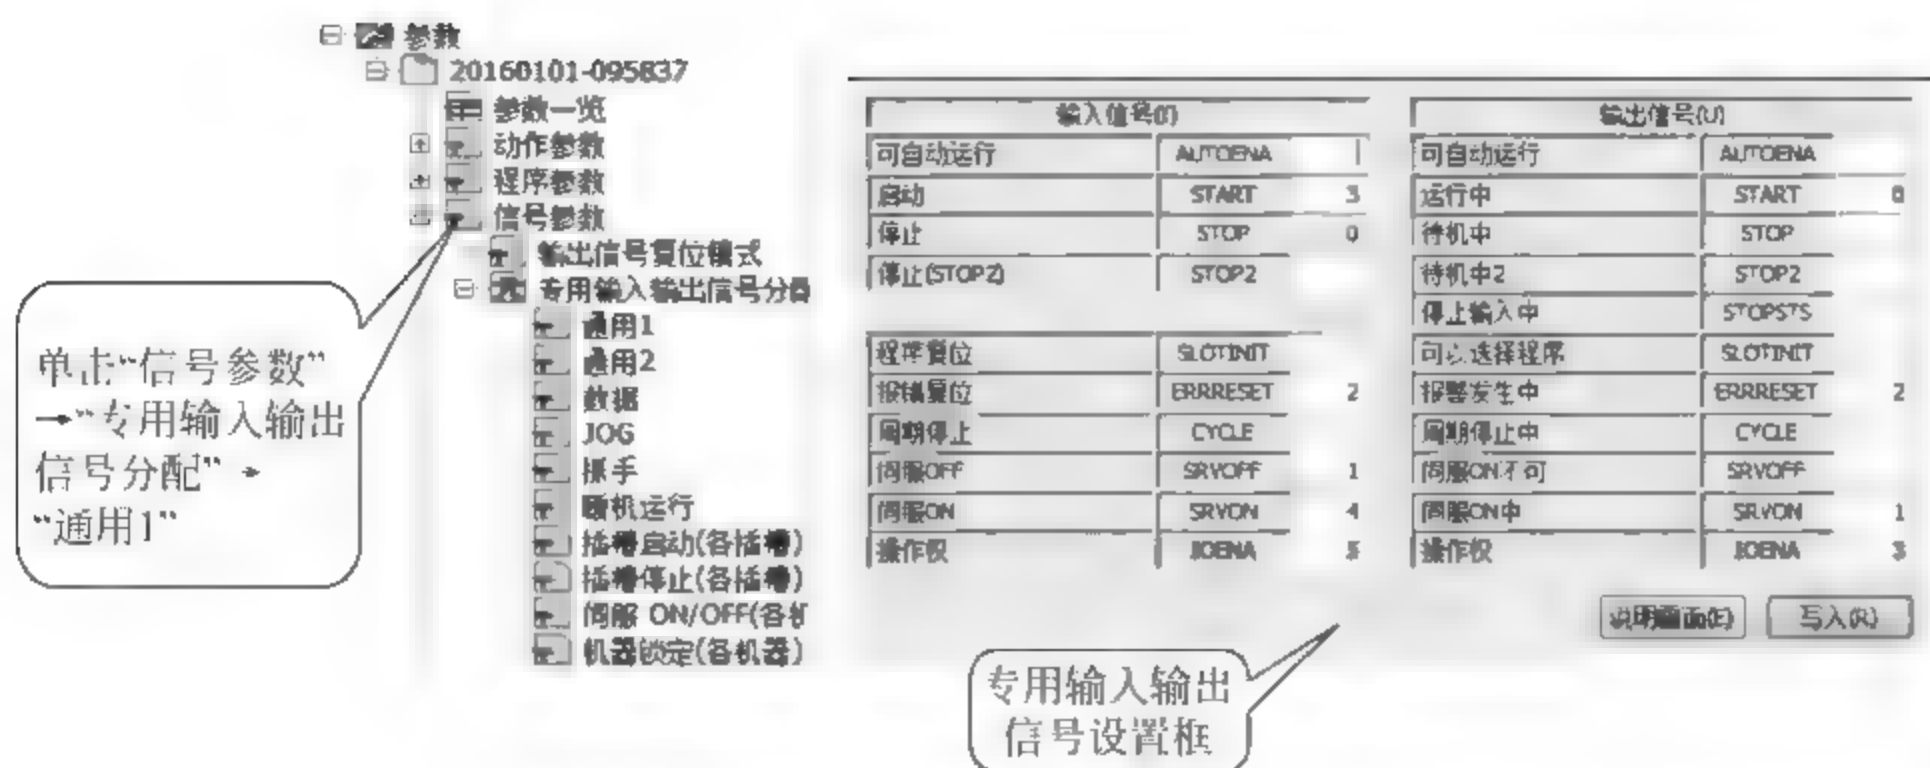 参数
20160101-095837
参数一览
动作参数
程序参数
信号参数
输出信号复位模式
专用输入输出信号分配
通用1
通用2
数据
JOG
抓手
暖机运行
插槽启动(各插槽)
插槽停止(各插槽)
伺服 ON/OFF(各机
机器锁定(各机器)
单击“信号参数”
→“专用输入输出
信号分配”→
“通用1”
输入信号(I)
可自动运行 AUTOENA
启动 START 3
停止 STOP 0
停止(STOP2) STOP2
程序复位 SLOTINIT
报错复位 ERRRESET 2
周期停止 CYCLE
伺服OFF SRVOFF 1
伺服ON SRVON 4
操作权 IOENA 5
输出信号(U)
可自动运行 AUTOENA
运行中 START 0
待机中 STOP
待机中2 STOP2
停止输入中 STOPSTS
可以选择程序 SLOTINIT
报警发生中 ERRRESET 2
周期停止中 CYCLE
伺服ON不可 SRVOFF
伺服ON中 SRVON 1
操作权 IOENA 3
说明画面(E) 写入(R)
专用输入输出
信号设置框